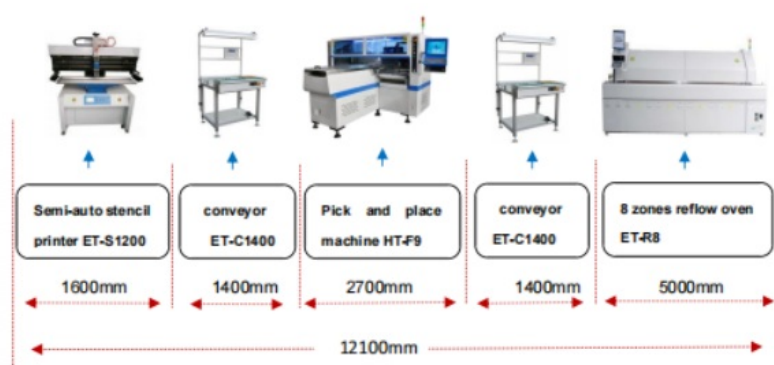 Semi-auto stencil
printer ET-S1200
conveyor
ET-C1400
Pick and place
machine HT-F9
conveyor
ET-C1400
8 zones reflow oven
ET-R8
1600mm
1400mm
2700mm
1400mm
5000mm
12100mm